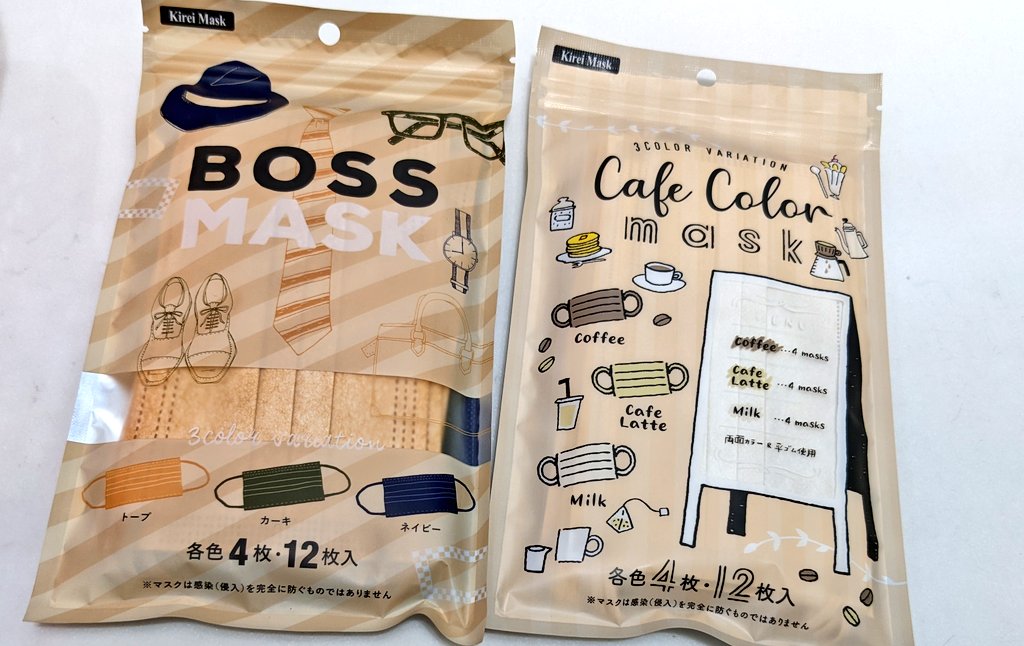 Kirei Mask
BOSS
MASK
3color variation
トープ
カーキ
ネイビー
各色4枚・12枚入
※マスクは感染(侵入)を完全に防ぐものではありません
Kirei Mask
3COLOR VARIATION
Cafe Color
mask
Coffee
Cafe
Latte
Milk
Coffee...4 masks
Cafe
Latte...4 masks
Milk ...4 masks
両面カラー & 平ゴム使用
各色4枚・12枚入
※マスクは感染(侵入)を完全に防ぐものではありません